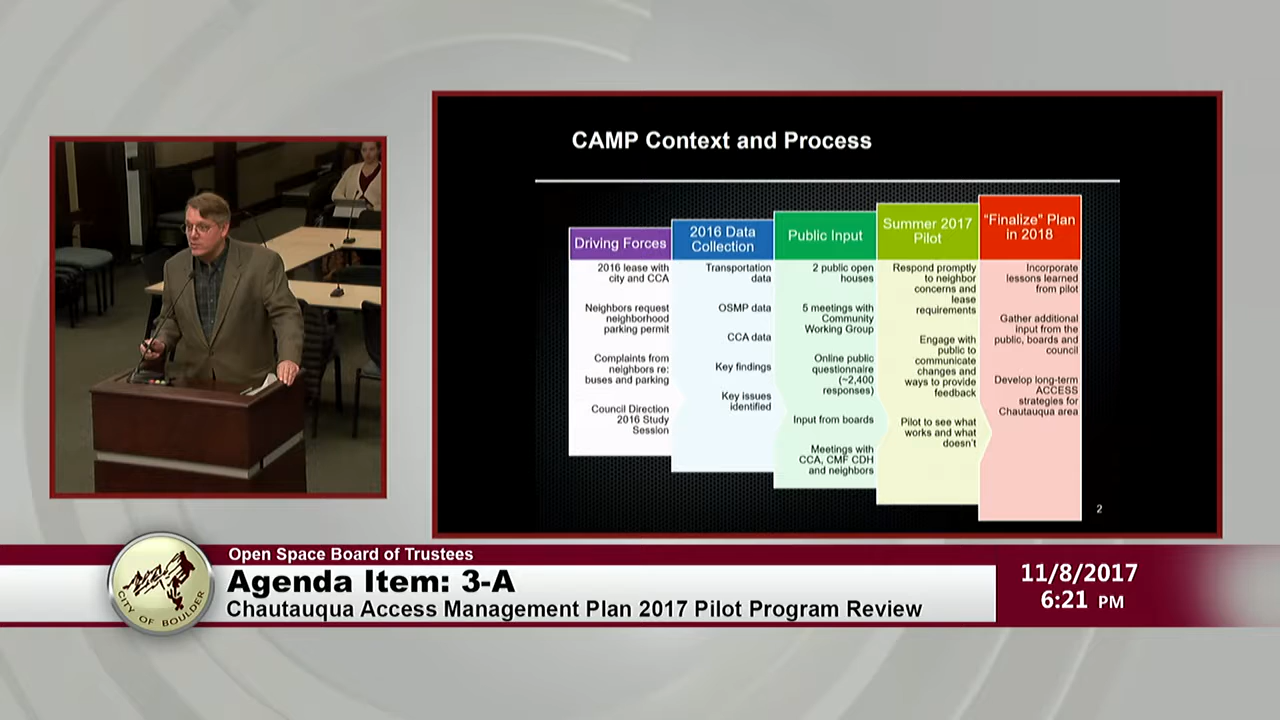 CAMP Context and Process
Driving Forces
2016 lease with
city and CCA
Neighbors request
neighborhood
parking permit
Complaints from
neighbors re:
buses and parking
Council Direction
2016 Study
Session
2016 Data
Collection
Transportation
data
OSMP data
CCA data
Key findings
Key issues
identified
Public Input
2 public open
houses
5 meetings with
Community
Working Group
Online public
questionnaire
(~2,400
responses)
Input from boards
Meetings with
CCA, CMF CDH
and neighbors
Summer 2017
Pilot
Respond promptly
to neighbor
concerns and
lease
requirements
Engage with
public to
communicate
changes and
ways to provide
feedback
Pilot to see what
works and what
doesn't
"Finalize" Plan
in 2018
Incorporate
lessons learned
from pilot
Gather additional
input from the
public, boards and
council
Develop long-term
ACCESS
strategies for
Chautauqua area
2
Open Space Board of Trustees
Agenda Item: 3-A
Chautauqua Access Management Plan 2017 Pilot Program Review
CITY OF BOULDER
11/8/2017
6:21 PM